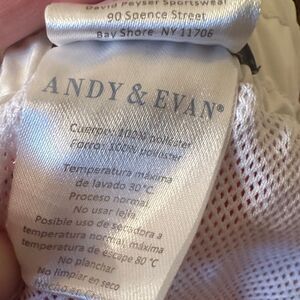 David Peyser Sportswear
90 Spence Street
Bay Shore NY 11706
ANDY & EVAN®
Cuerpo: 100% poliéster
Forro: 100% poliéster
Temperatura máxima
de lavado 30°C
Proceso normal
No usar lejía
Posible uso de secadora a
temperatura normal, máxima
temperatura de escape 80°C
No planchar
No limpiar en seco
Hecho en